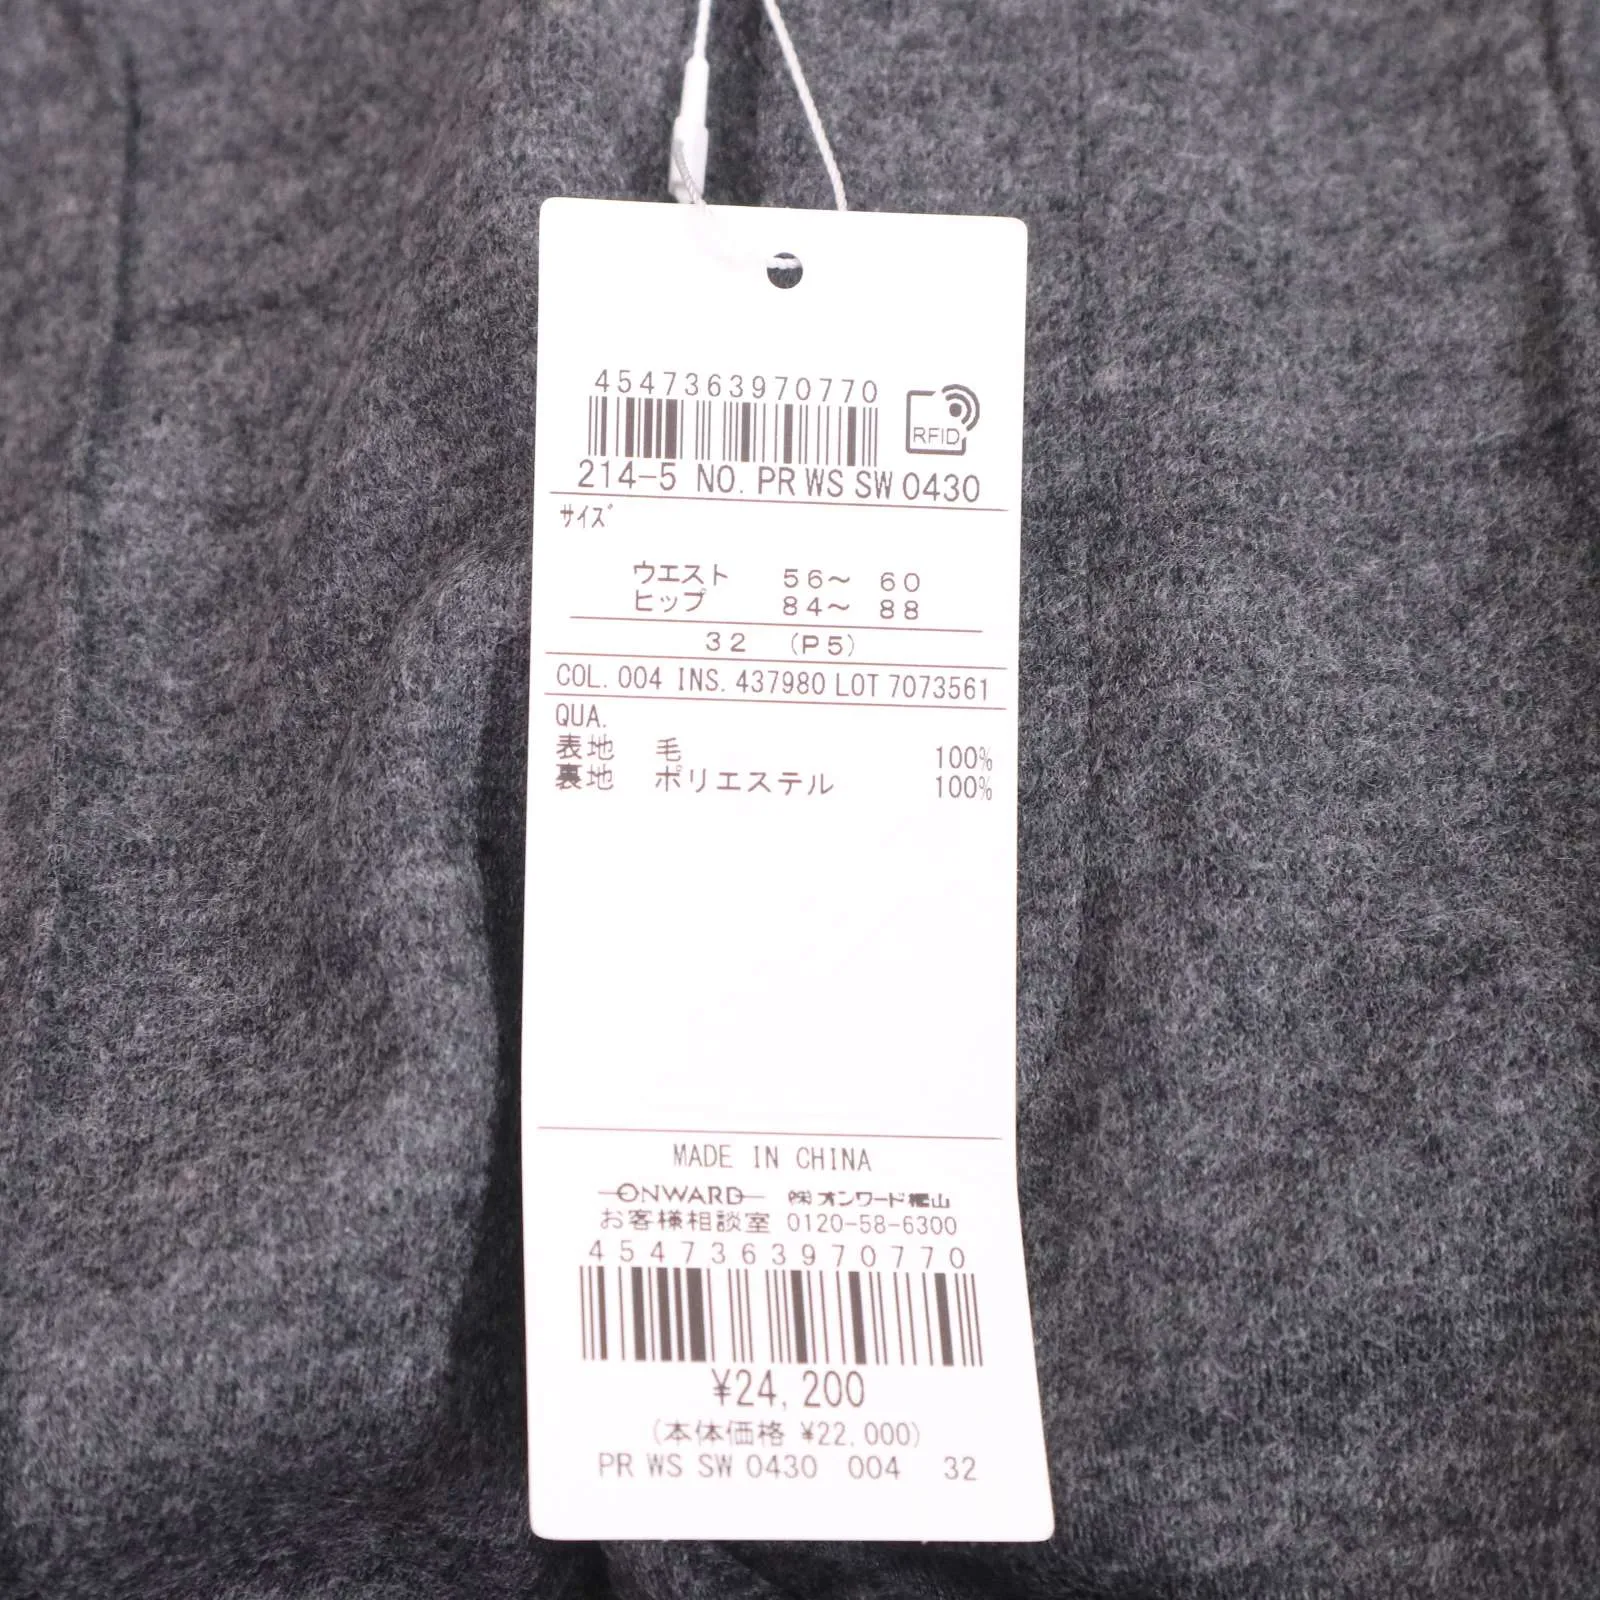 4547363970770
RFID
214-5 NO. PR WS SW 0430
サイズ
ウエスト 56～ 60
ヒップ 84～ 88
32 (P5)
COL. 004 INS. 437980 LOT 7073561
QUA.
表地 毛 100%
裏地 ポリエステル 100%
MADE IN CHINA
ONWARD ㈱オンワード樫山
お客様相談室 0120-58-6300
4547363970770
¥24,200
(本体価格 ¥22,000)
PR WS SW 0430 004 32